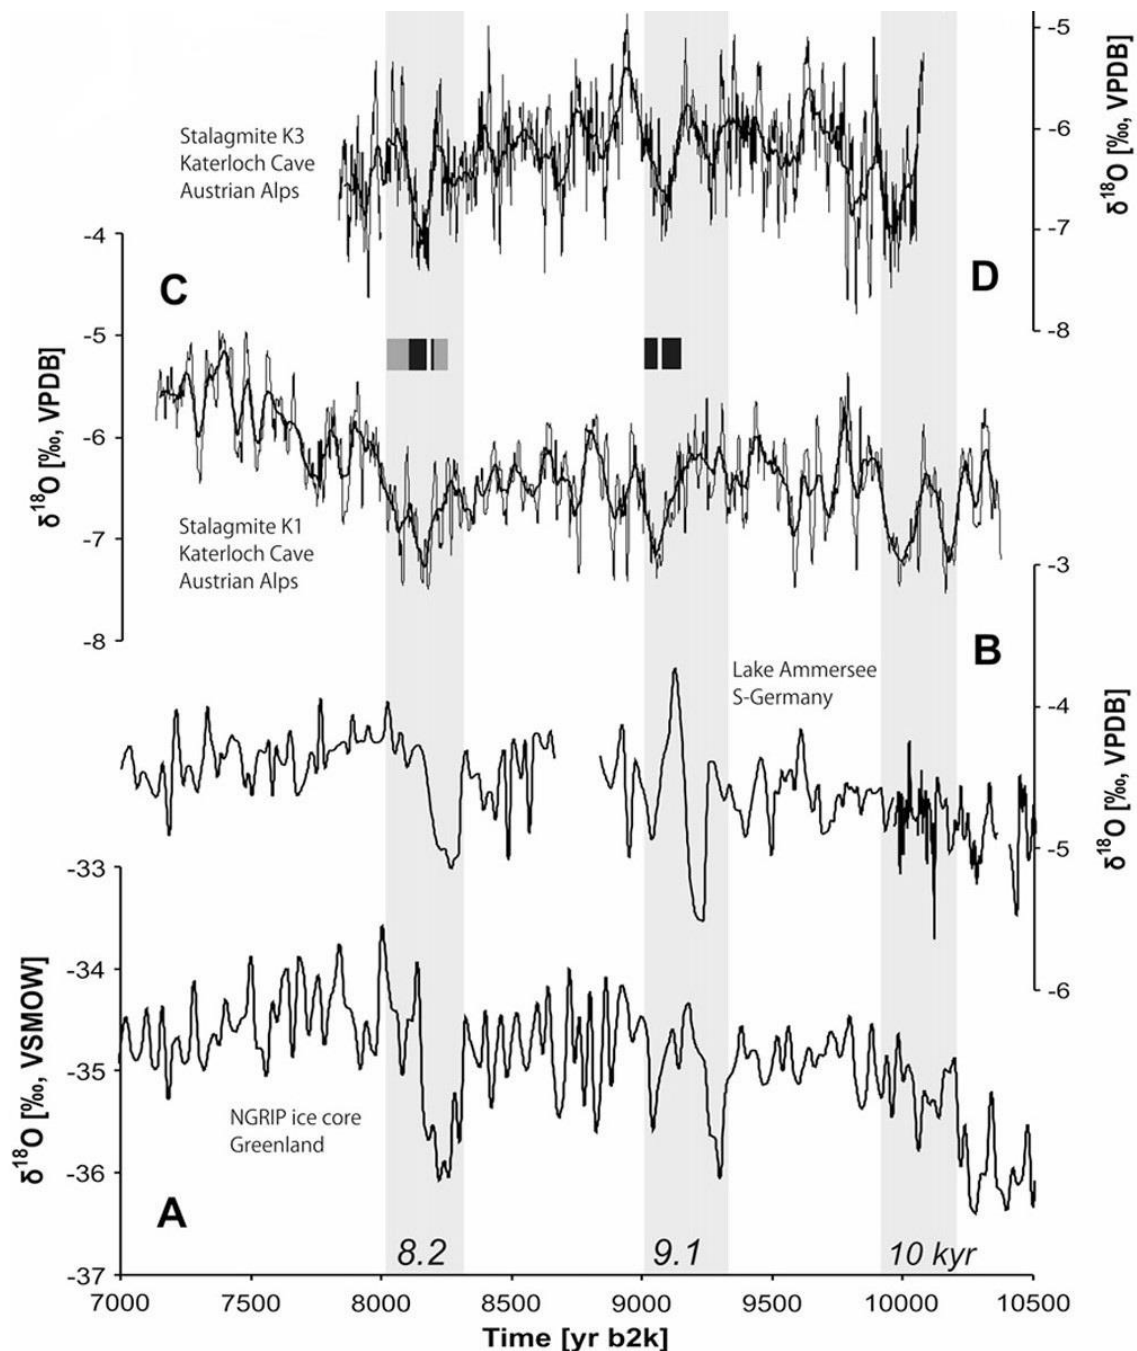 -5
-6
-7
-8
δ¹⁸O [‰, VPDB]
Stalagmite K3
Katerloch Cave
Austrian Alps
D
C
-4
-5
-6
-7
-8
δ¹⁸O [‰, VPDB]
Stalagmite K1
Katerloch Cave
Austrian Alps
B
-3
-4
-5
-6
δ¹⁸O [‰, VPDB]
Lake Ammersee
S-Germany
-33
-34
-35
-36
-37
δ¹⁸O [‰, VSMOW]
NGRIP ice core
Greenland
A
8.2
9.1
10 kyr
7000 7500 8000 8500 9000 9500 10000 10500
Time [yr b2k]